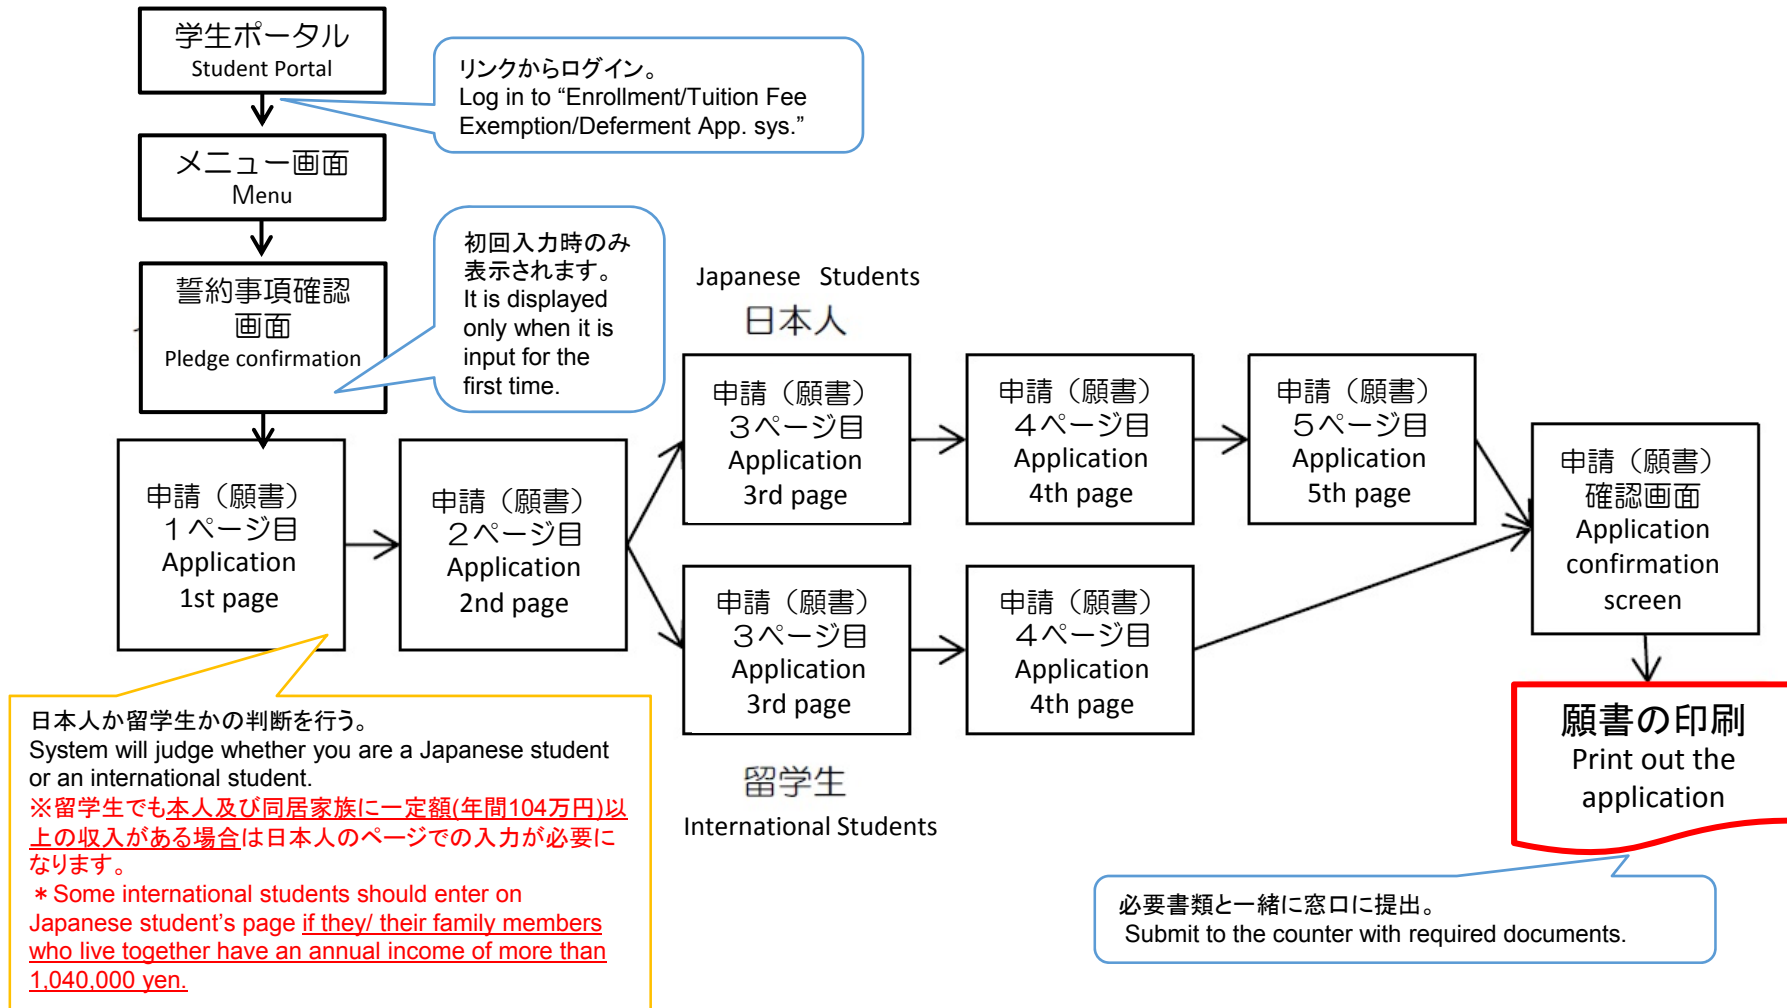 学生ポータル
Student Portal
リンクからログイン。
Log in to “Enrollment/Tuition Fee
Exemption/Deferment App. sys.”
メニュー画面
Menu
誓約事項確認
画面
Pledge confirmation
初回入力時のみ
表示されます。
It is displayed
only when it is
input for the
first time.
Japanese Students
日本人
申請（願書）
１ページ目
Application
1st page
申請（願書）
２ページ目
Application
2nd page
申請（願書）
３ページ目
Application
3rd page
申請（願書）
４ページ目
Application
4th page
申請（願書）
５ページ目
Application
5th page
申請（願書）
３ページ目
Application
3rd page
申請（願書）
４ページ目
Application
4th page
留学生
International Students
申請（願書）
確認画面
Application
confirmation
screen
願書の印刷
Print out the
application
日本人か留学生かの判断を行う。
System will judge whether you are a Japanese student
or an international student.
※留学生でも本人及び同居家族に一定額(年間104万円)以
上の収入がある場合は日本人のページでの入力が必要に
なります。
＊Some international students should enter on
Japanese student’s page if they/ their family members
who live together have an annual income of more than
1,040,000 yen.
必要書類と一緒に窓口に提出。
Submit to the counter with required documents.